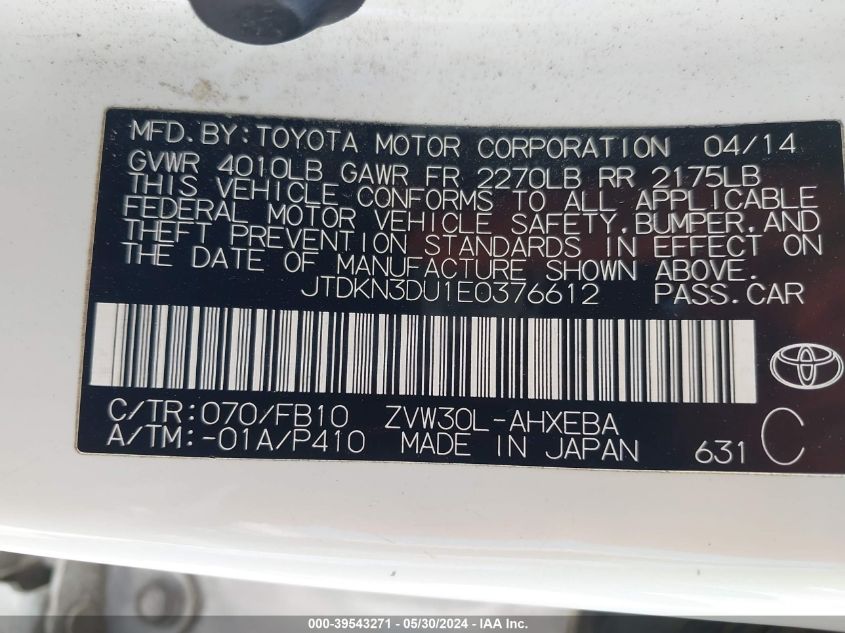 MFD. BY: TOYOTA MOTOR CORPORATION 04/14
GVWR 4010LB GAWR FR 2270LB RR 2175LB
THIS VEHICLE CONFORMS TO ALL APPLICABLE
FEDERAL MOTOR VEHICLE SAFETY, BUMPER, AND
THEFT PREVENTION STANDARDS IN EFFECT ON
THE DATE OF MANUFACTURE SHOWN ABOVE.
JTDKN3DU1E0376612 PASS. CAR
C/TR: 070/FB10 ZVW30L-AHXEBA
A/TM: -01A/P410 MADE IN JAPAN 631 C
000-39543271 - 05/30/2024 - IVIA, Inc.